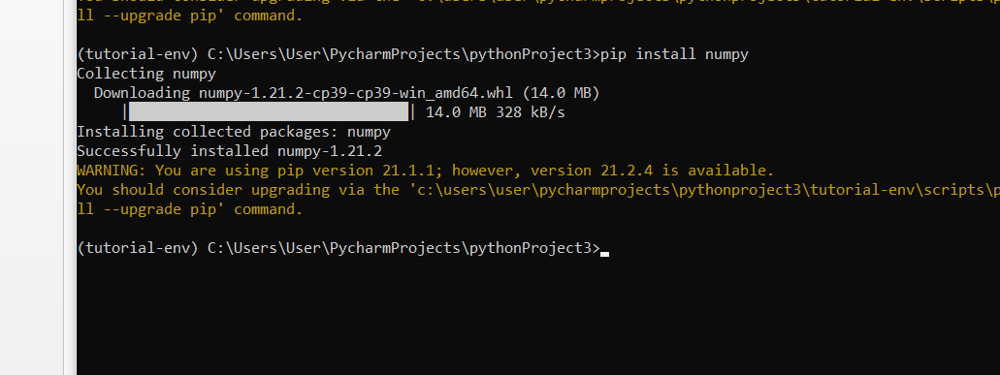 ll --upgrade pip' command.
(tutorial-env) C:\Users\User\PycharmProjects\pythonProject3>pip install numpy
Collecting numpy
Downloading numpy-1.21.2-cp39-cp39-win_amd64.whl (14.0 MB)
|████████████████████████████████| 14.0 MB 328 kB/s
Installing collected packages: numpy
Successfully installed numpy-1.21.2
WARNING: You are using pip version 21.1.1; however, version 21.2.4 is available.
You should consider upgrading via the 'c:\users\user\pycharmprojects\pythonproject3\tutorial-env\scripts\p
ll --upgrade pip' command.
(tutorial-env) C:\Users\User\PycharmProjects\pythonProject3>